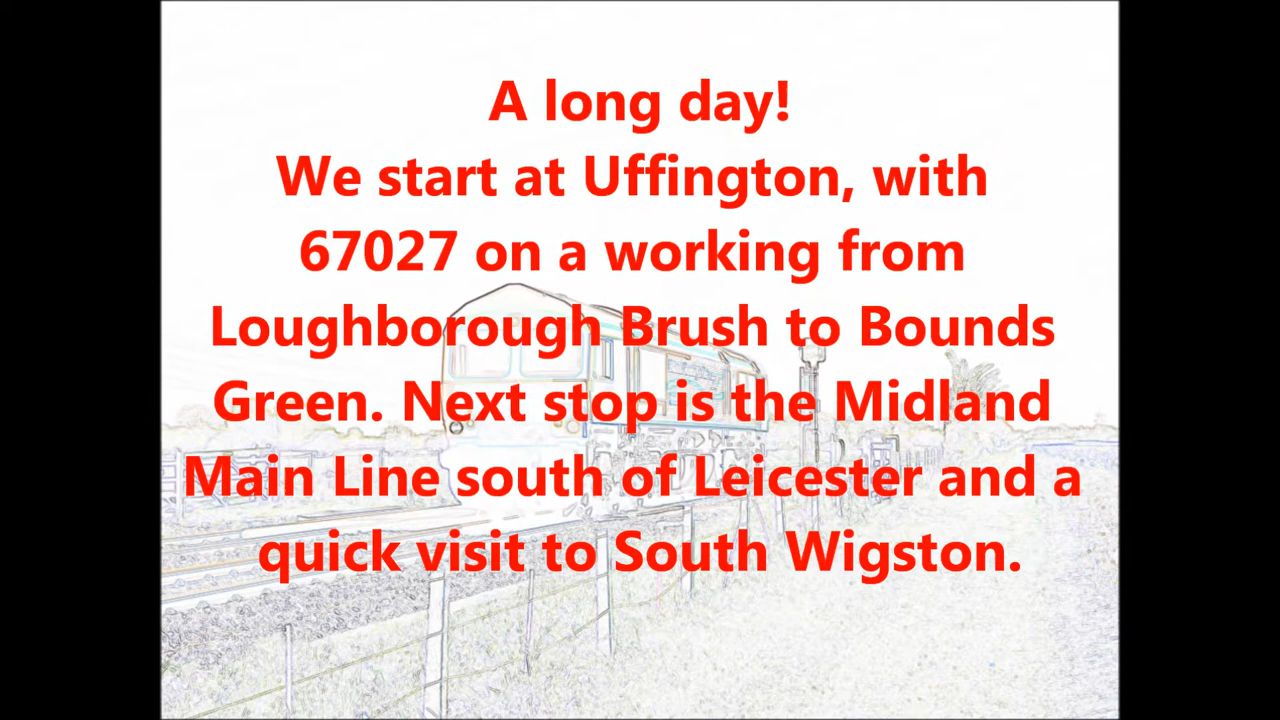 A long day!
We start at Uffington, with
67027 on a working from
Loughborough Brush to Bounds
Green. Next stop is the Midland
Main Line south of Leicester and a
quick visit to South Wigston.